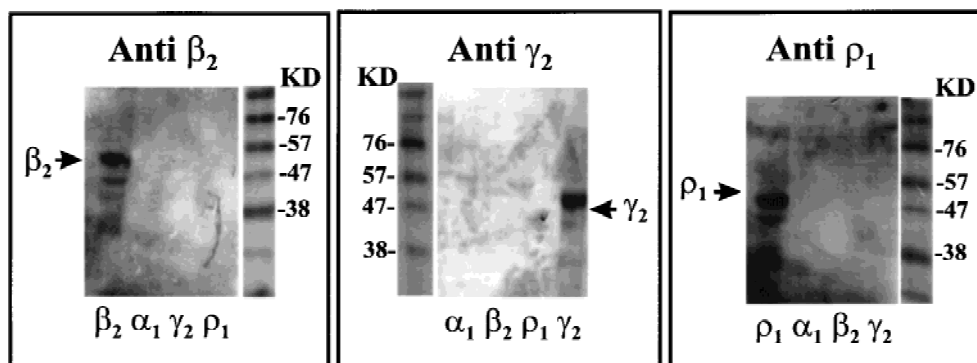 Anti β₂
KD
-76
-57
-47
-38
β₂
β₂ α₁ γ₂ ρ₁
Anti γ₂
KD
76-
57-
47-
38-
γ₂
α₁ β₂ ρ₁ γ₂
Anti ρ₁
KD
-76
-57
-47
-38
ρ₁
ρ₁ α₁ β₂ γ₂